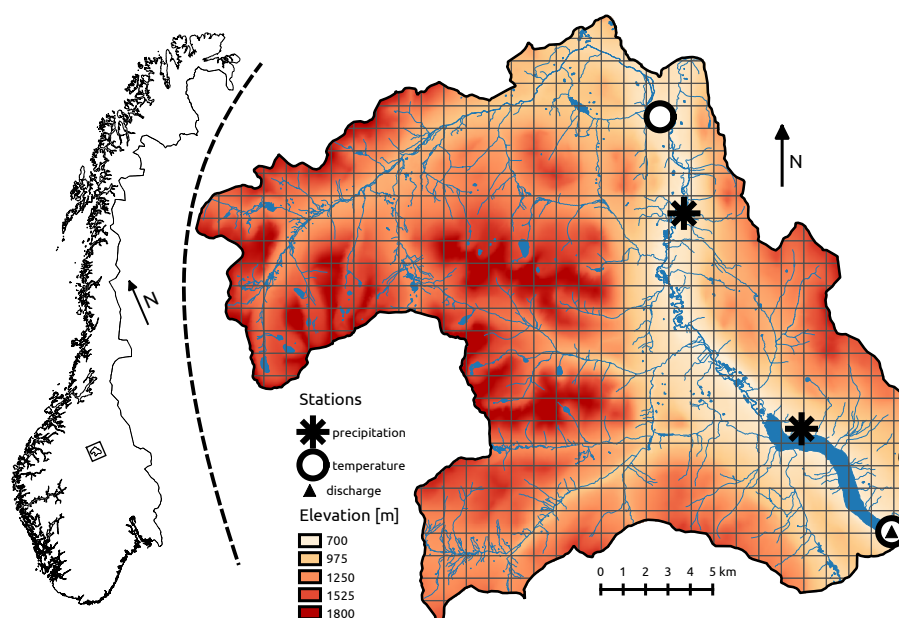 N
N
Stations
precipitation
temperature
discharge
Elevation [m]
700
975
1250
1525
1800
0 1 2 3 4 5 km